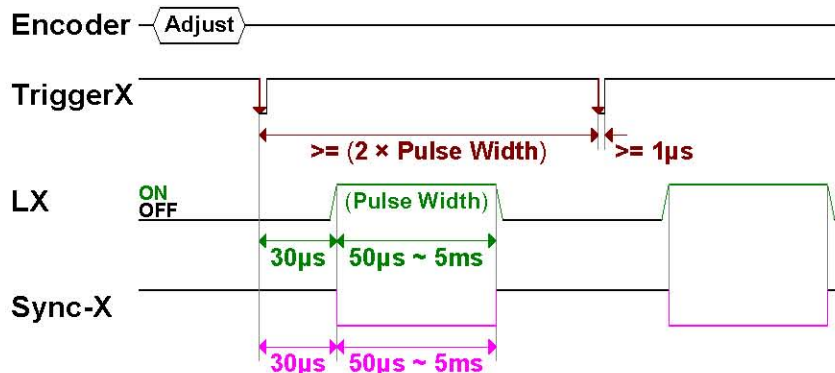 Encoder Adjust
TriggerX
>= (2 × Pulse Width) >= 1µs
LX ON (Pulse Width)
OFF
30µs 50µs ~ 5ms
Sync-X
30µs 50µs ~ 5ms